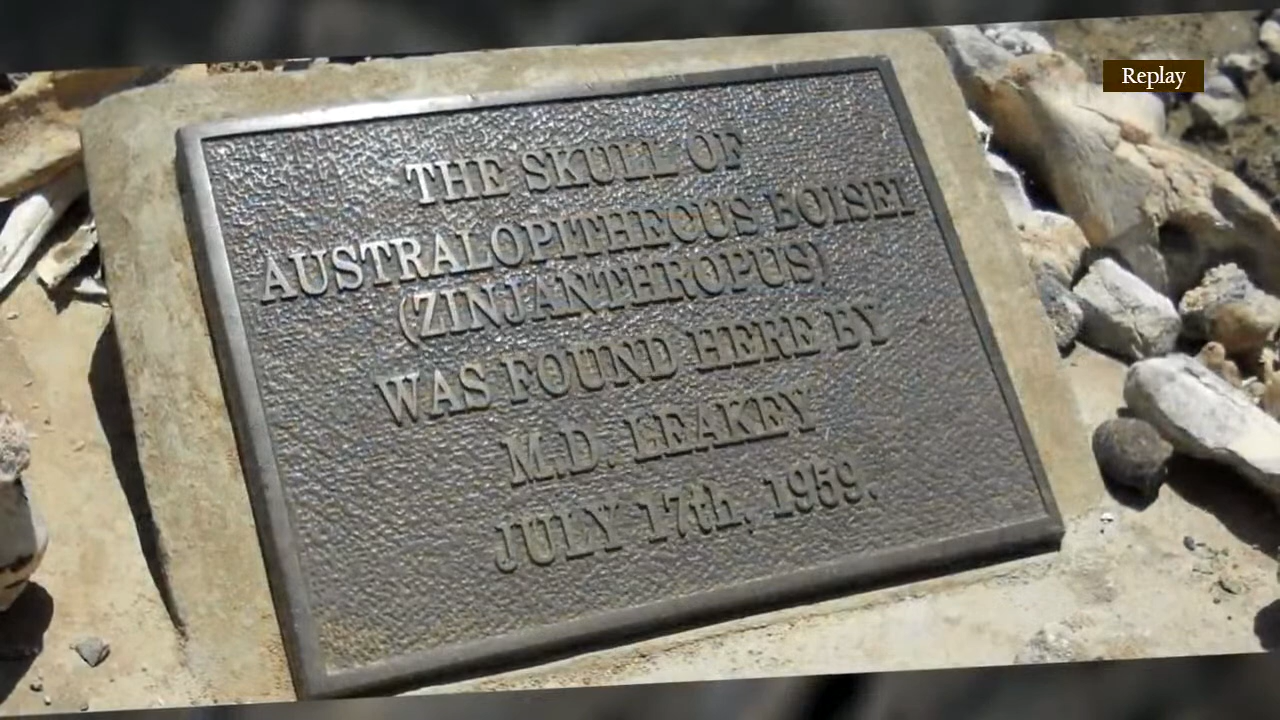 Replay
THE SKULL OF
AUSTRALOPITHECUS BOISEI
(ZINJANTHROPUS)
WAS FOUND HERE BY
M.D. LEAKEY
JULY 17th, 1959.